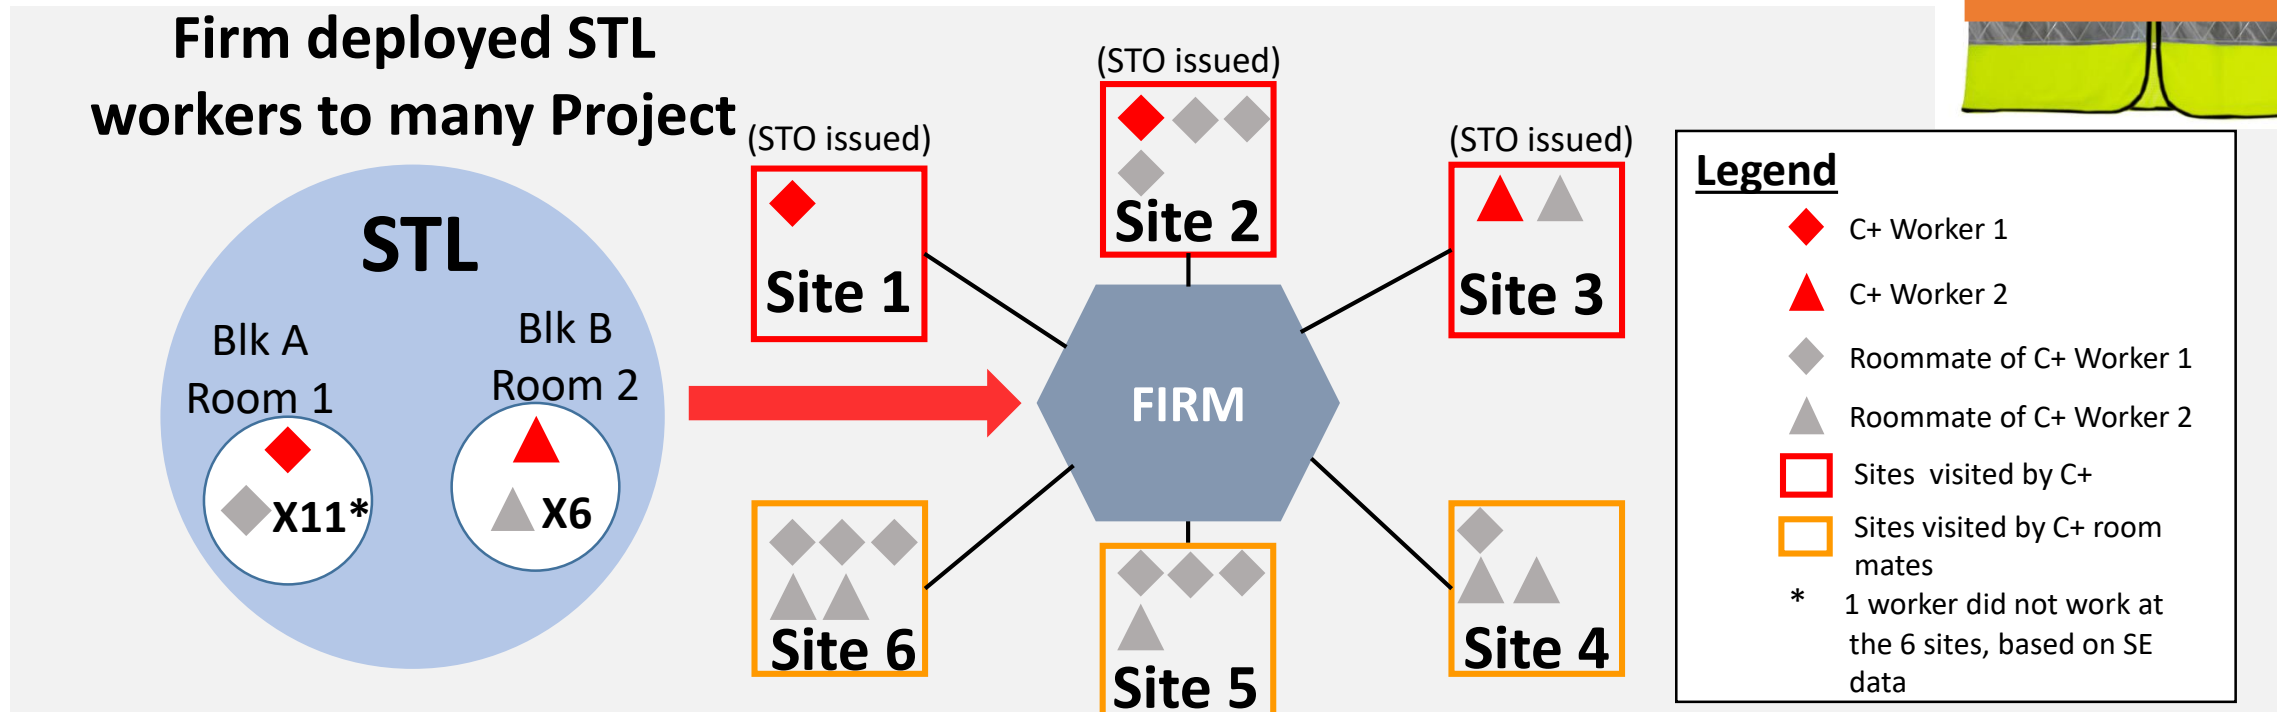 Firm deployed STL
workers to many Project
STL
Blk A
Room 1
X11*
Blk B
Room 2
X6
(STO issued)
Site 1
(STO issued)
Site 2
(STO issued)
Site 3
FIRM
Site 6
Site 5
Site 4
Legend
C+ Worker 1
C+ Worker 2
Roommate of C+ Worker 1
Roommate of C+ Worker 2
Sites visited by C+
Sites visited by C+ room
mates
* 1 worker did not work at
the 6 sites, based on SE
data